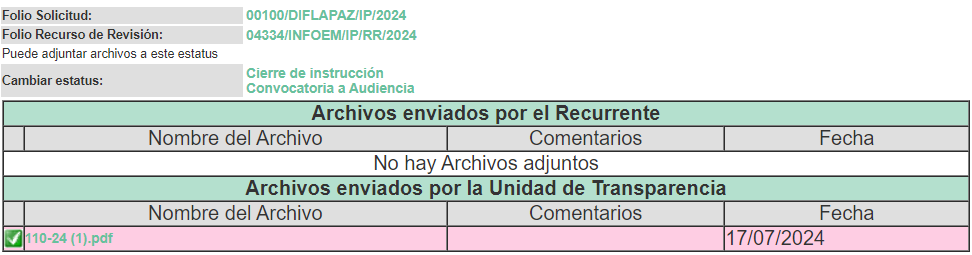 Folio Solicitud: 00100/DIFLAPAZ/IP/2024
Folio Recurso de Revisión: 04334/INFOEM/IP/RR/2024
Puede adjuntar archivos a este estatus
Cambiar estatus: Cierre de instrucción
Convocatoria a Audiencia
Archivos enviados por el Recurrente
Nombre del Archivo Comentarios Fecha
No hay Archivos adjuntos
Archivos enviados por la Unidad de Transparencia
Nombre del Archivo Comentarios Fecha
110-24 (1).pdf 17/07/2024